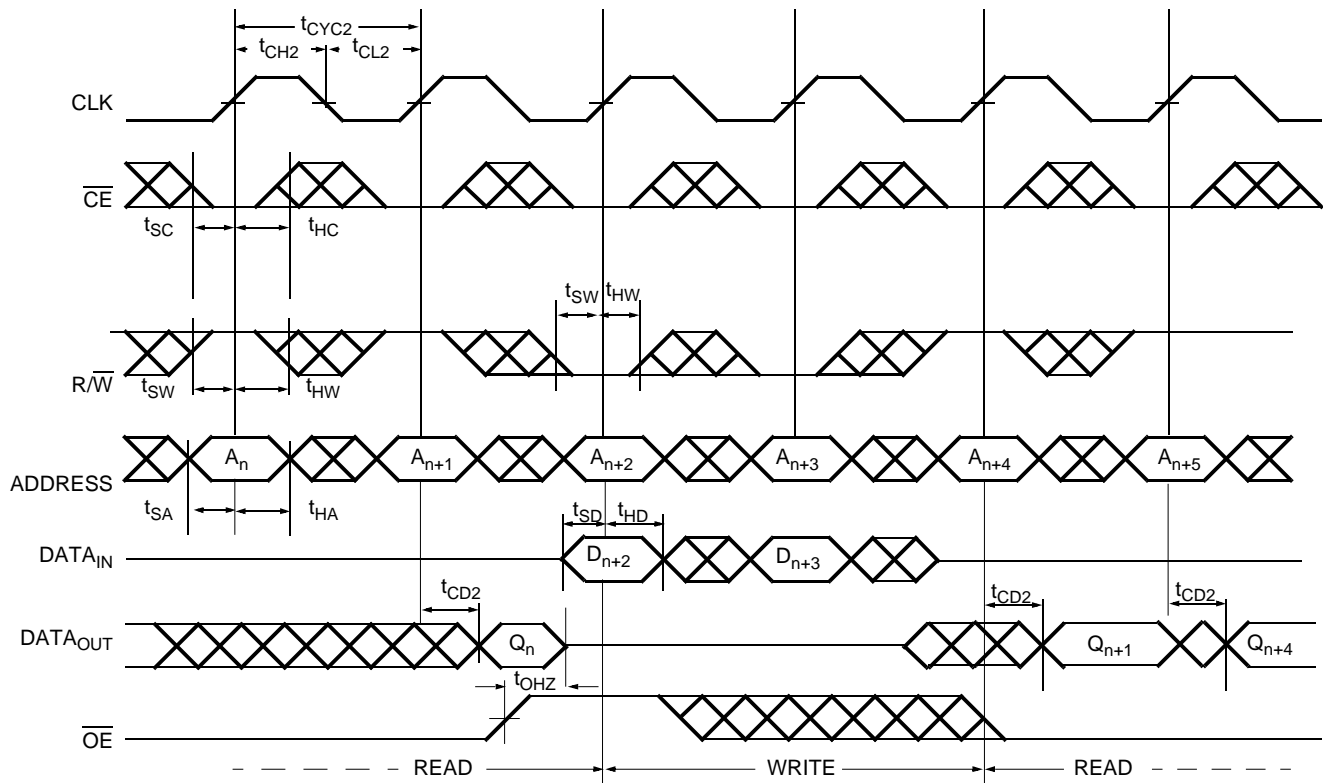 tCYC2
tCH2 tCL2
CLK
CE
tSC tHC
tSW tHW
R/W
tSW tHW
An An+1 An+2 An+3 An+4 An+5
ADDRESS
tSA tHA
tSD tHD
DATAIN Dn+2 Dn+3
tCD2 tCD2 tCD2
DATAOUT Qn Qn+1 Qn+4
tOHZ
OE
READ WRITE READ